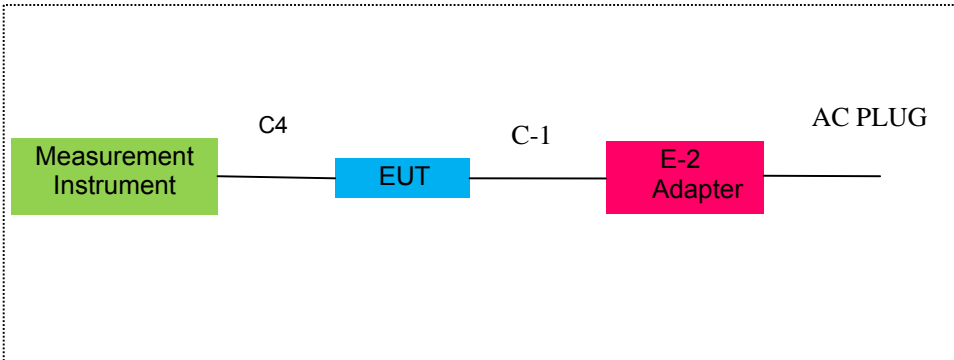 Measurement
Instrument
C4
EUT
C-1
E-2
Adapter
AC PLUG